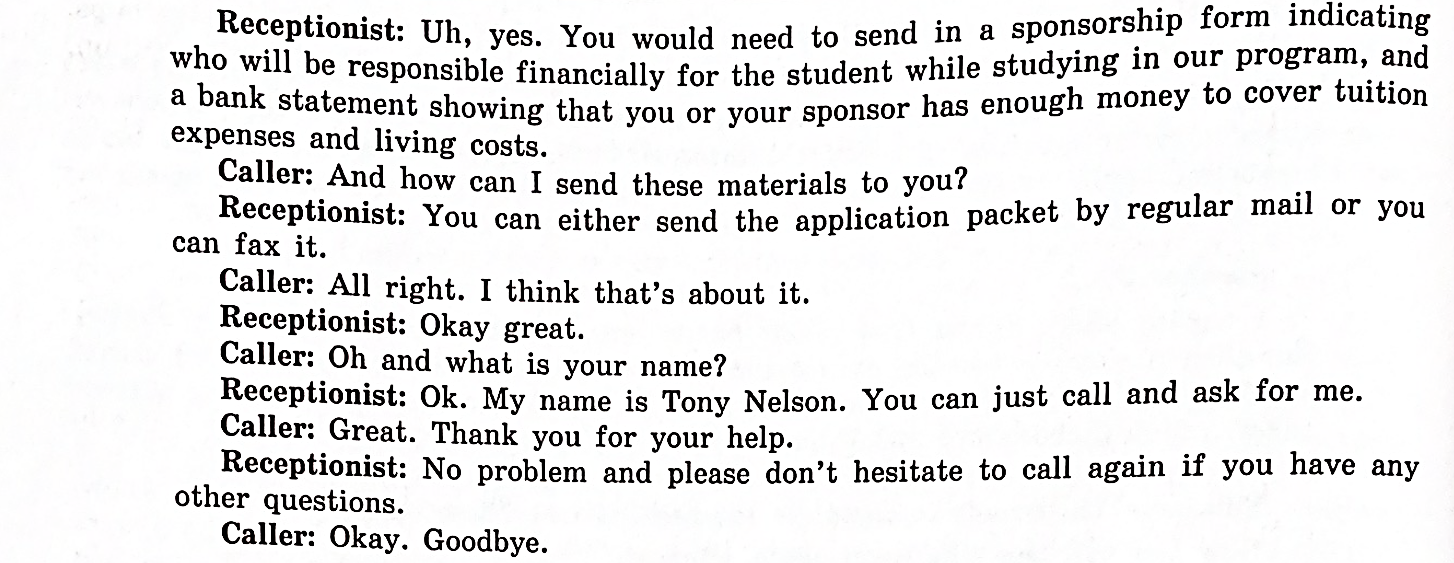 Receptionist: Uh, yes. You would need to send in a sponsorship form indicating
who will be responsible financially for the student while studying in our program, and
a bank statement showing that you or your sponsor has enough money to cover tuition
expenses and living costs.
Caller: And how can I send these materials to you?
Receptionist: You can either send the application packet by regular mail or you
can fax it.
Caller: All right. I think that's about it.
Receptionist: Okay great.
Caller: Oh and what is your name?
Receptionist: Ok. My name is Tony Nelson. You can just call and ask for me.
Caller: Great. Thank you for your help.
Receptionist: No problem and please don't hesitate to call again if you have any
other questions.
Caller: Okay. Goodbye.